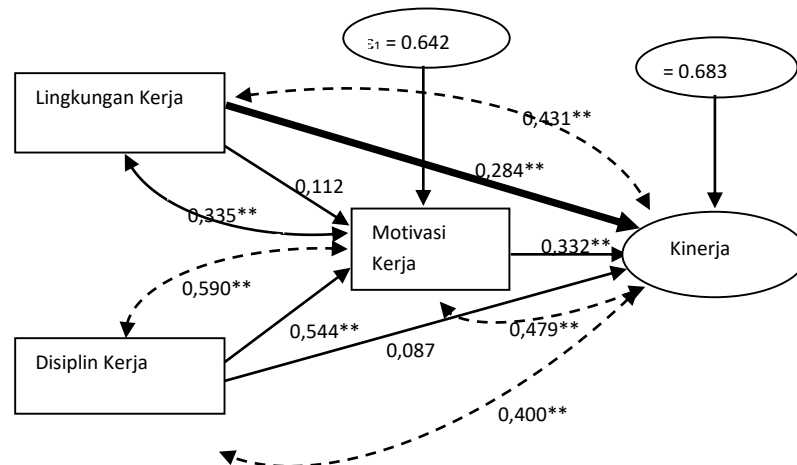 ε₁ = 0.642
= 0.683
Lingkungan Kerja
0,431**
0,284**
0,112
0,335**
Motivasi
Kerja
0,332**
Kinerja
0,590**
0,544**
0,479**
0,087
Disiplin Kerja
0,400**